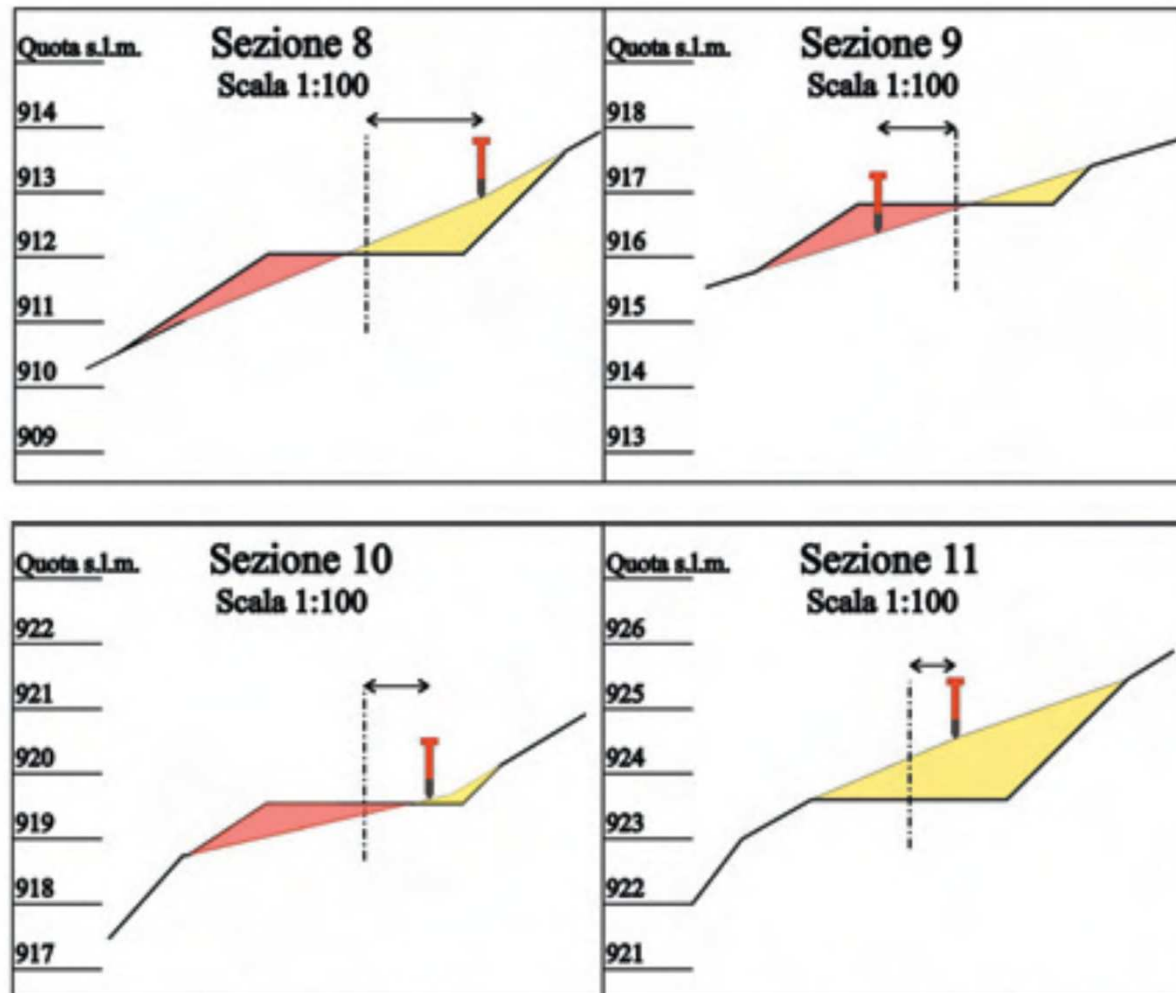 Quota s.l.m.
Sezione 8
Scala 1:100
914
913
912
911
910
909
Quota s.l.m.
Sezione 9
Scala 1:100
918
917
916
915
914
913
Quota s.l.m.
Sezione 10
Scala 1:100
922
921
920
919
918
917
Quota s.l.m.
Sezione 11
Scala 1:100
926
925
924
923
922
921